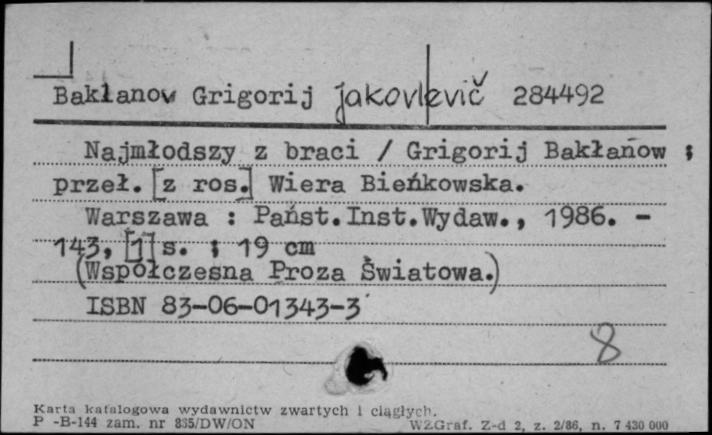 Bakłanov Grigorij Jakovlevič 284492
Najmłodszy z braci / Grigorij Bakłanow ;
przeł. [z ros.] Wiera Bieńkowska.
Warszawa : Państ.Inst.Wydaw., 1986. -
143, [1] s. ; 19 cm
(Współczesna Proza Światowa.)
ISBN 83-06-01343-3
8
Karta katalogowa wydawnictw zwartych i ciągłych.
P -B-144 zam. nr 835/DW/ON WZGraf. Z-d 2, z. 2/86, n. 7 430 000